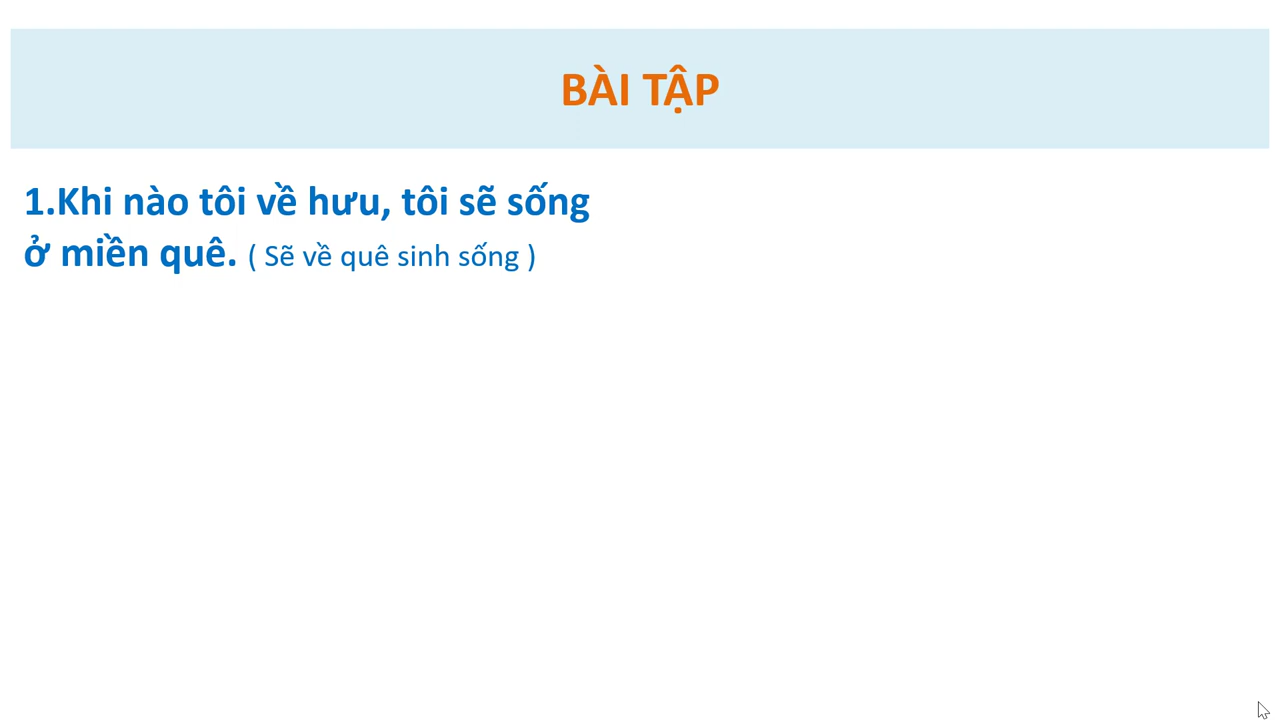 BÀI TẬP
1.Khi nào tôi về hưu, tôi sẽ sống
ở miền quê. ( Sẽ về quê sinh sống )